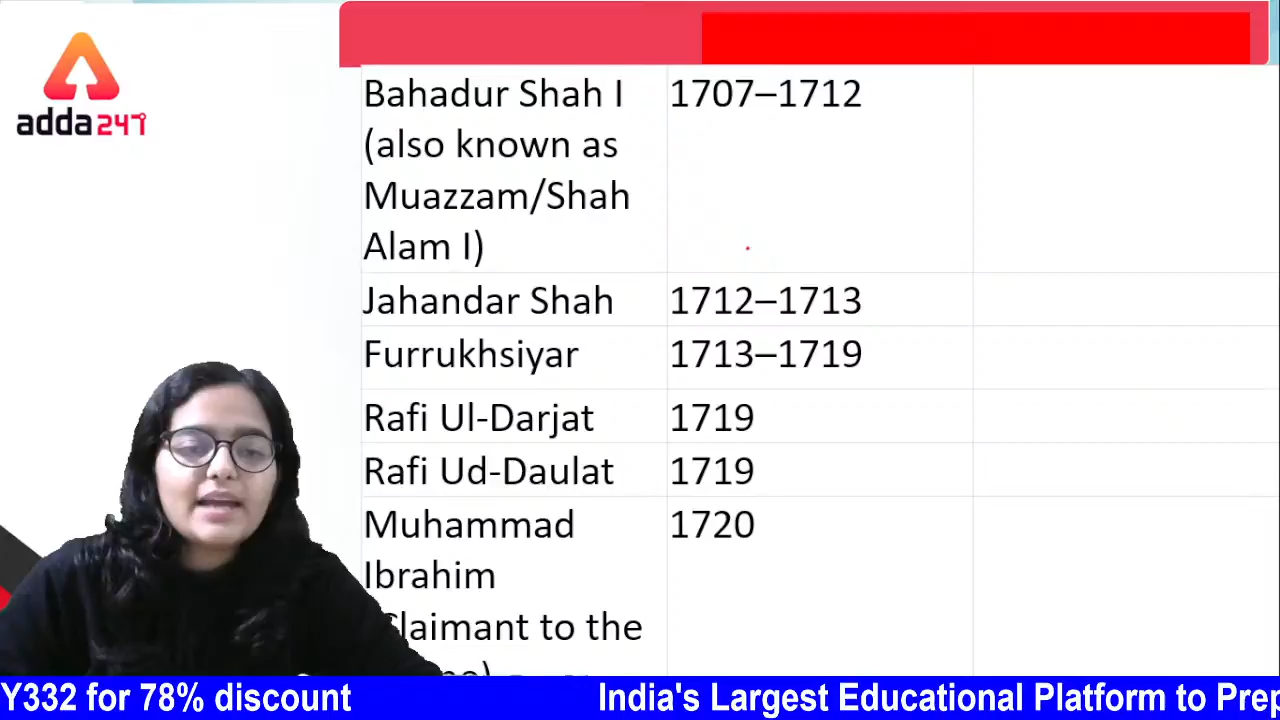 adda247
Bahadur Shah I 1707–1712
(also known as
Muazzam/Shah
Alam I)
Jahandar Shah 1712–1713
Furrukhsiyar 1713–1719
Rafi Ul-Darjat 1719
Rafi Ud-Daulat 1719
Muhammad 1720
Ibrahim
Claimant to the
Y332 for 78% discount India's Largest Educational Platform to Prep